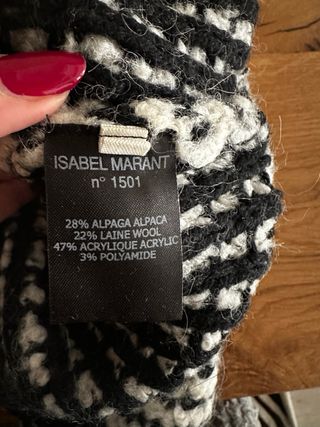 ISABEL MARANT
n° 1501
28% ALPAGA ALPACA
22% LAINE WOOL
47% ACRYLIQUE ACRYLIC
3% POLYAMIDE